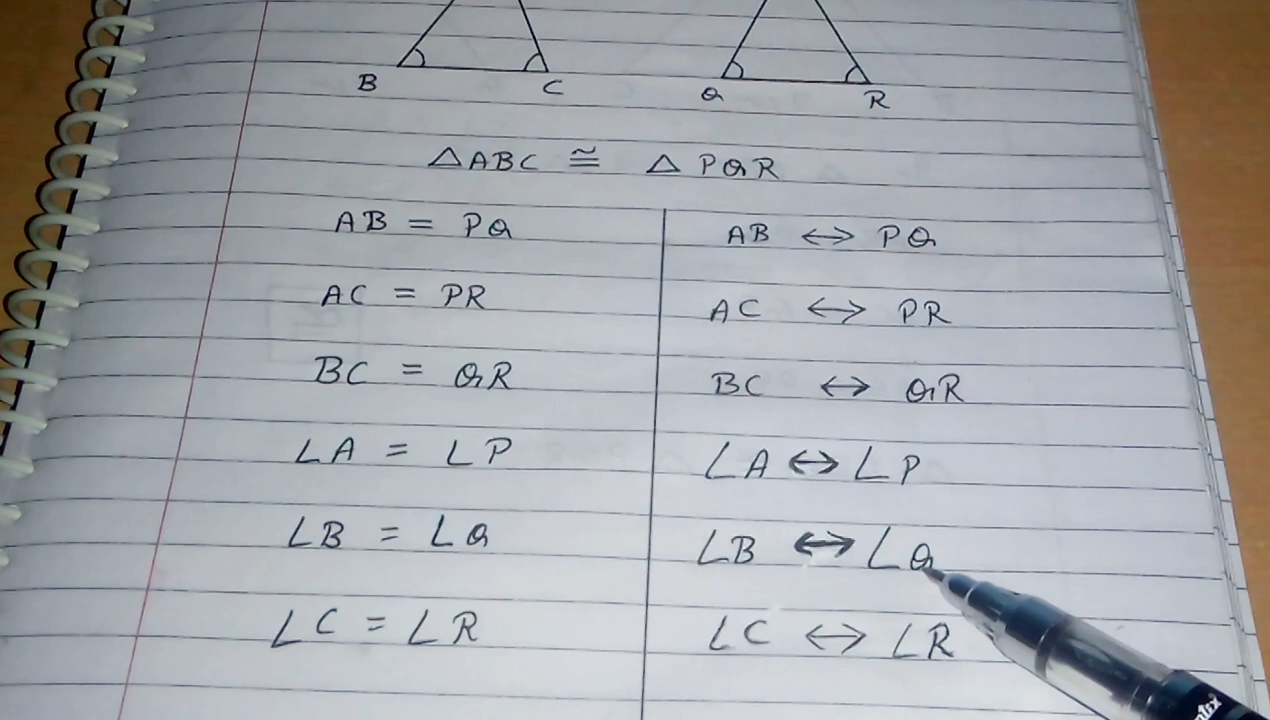 B C Q R
△ABC ≅ △PQR
AB = PQ
AC = PR
BC = QR
∠A = ∠P
∠B = ∠Q
∠C = ∠R
AB ↔ PQ
AC ↔ PR
BC ↔ QR
∠A ↔ ∠P
∠B ↔ ∠Q
∠C ↔ ∠R